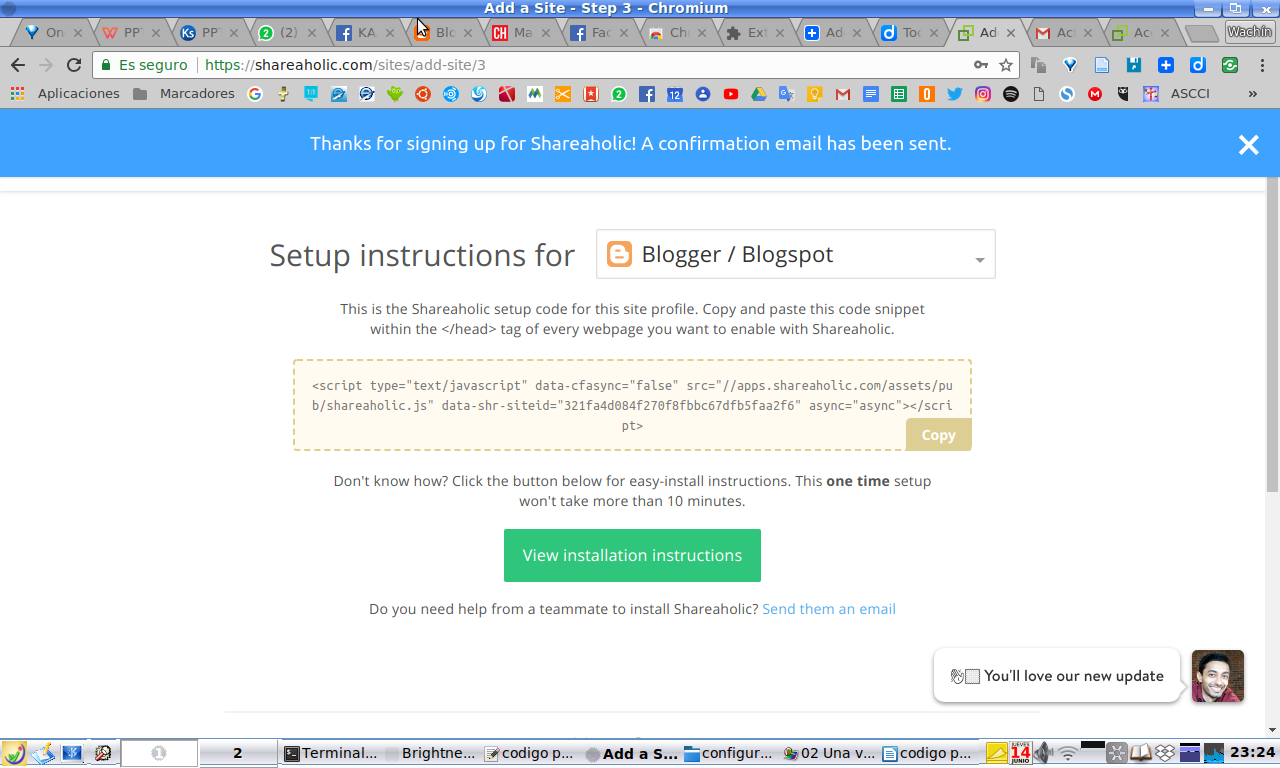 Add a Site - Step 3 - Chromium
On
PP
PP
(2)
KA
Blo
Ma
Fac
Ch
Ext
Ad
Too
Ad
Act
Acc
Wachin
Es seguro
https://shareaholic.com/sites/add-site/3
Aplicaciones
Marcadores
ASCCI
»
Thanks for signing up for Shareaholic! A confirmation email has been sent.
Setup instructions for
Blogger / Blogspot
This is the Shareaholic setup code for this site profile. Copy and paste this code snippet
within the </head> tag of every webpage you want to enable with Shareaholic.
<script type="text/javascript" data-cfasync="false" src="//apps.shareaholic.com/assets/pu
b/shareaholic.js" data-shr-siteid="321fa4d084f270f8fbbc67dfb5faa2f6" async="async"></scri
pt>
Copy
Don't know how? Click the button below for easy-install instructions. This one time setup
won't take more than 10 minutes.
View installation instructions
Do you need help from a teammate to install Shareaholic? Send them an email
You'll love our new update
1
2
Terminal...
Brightne...
codigo p...
Add a S...
configur...
02 Una v...
codigo p...
JUEVES
14
JUNIO
23:24